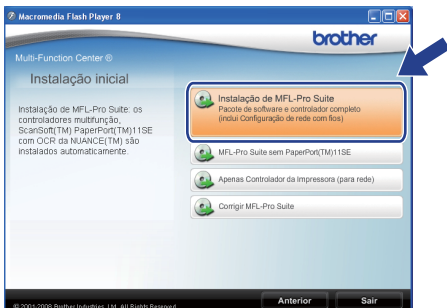 Macromedia Flash Player 8
brother
Multi-Function Center ®
Instalação inicial
Instalação de MFL-Pro Suite: os
controladores multifunção,
ScanSoft(TM) PaperPort(TM)11SE
com OCR da NUANCE(TM) são
instalados automaticamente.
Instalação de MFL-Pro Suite
Pacote de software e controlador completo
(inclui Configuração de rede com fios)
MFL-Pro Suite sem PaperPort(TM)11SE
Apenas Controlador da Impressora (para rede)
Corrigir MFL-Pro Suite
© 2001-2008 Brother Industries, Ltd. All Rights Reserved.
Anterior
Sair